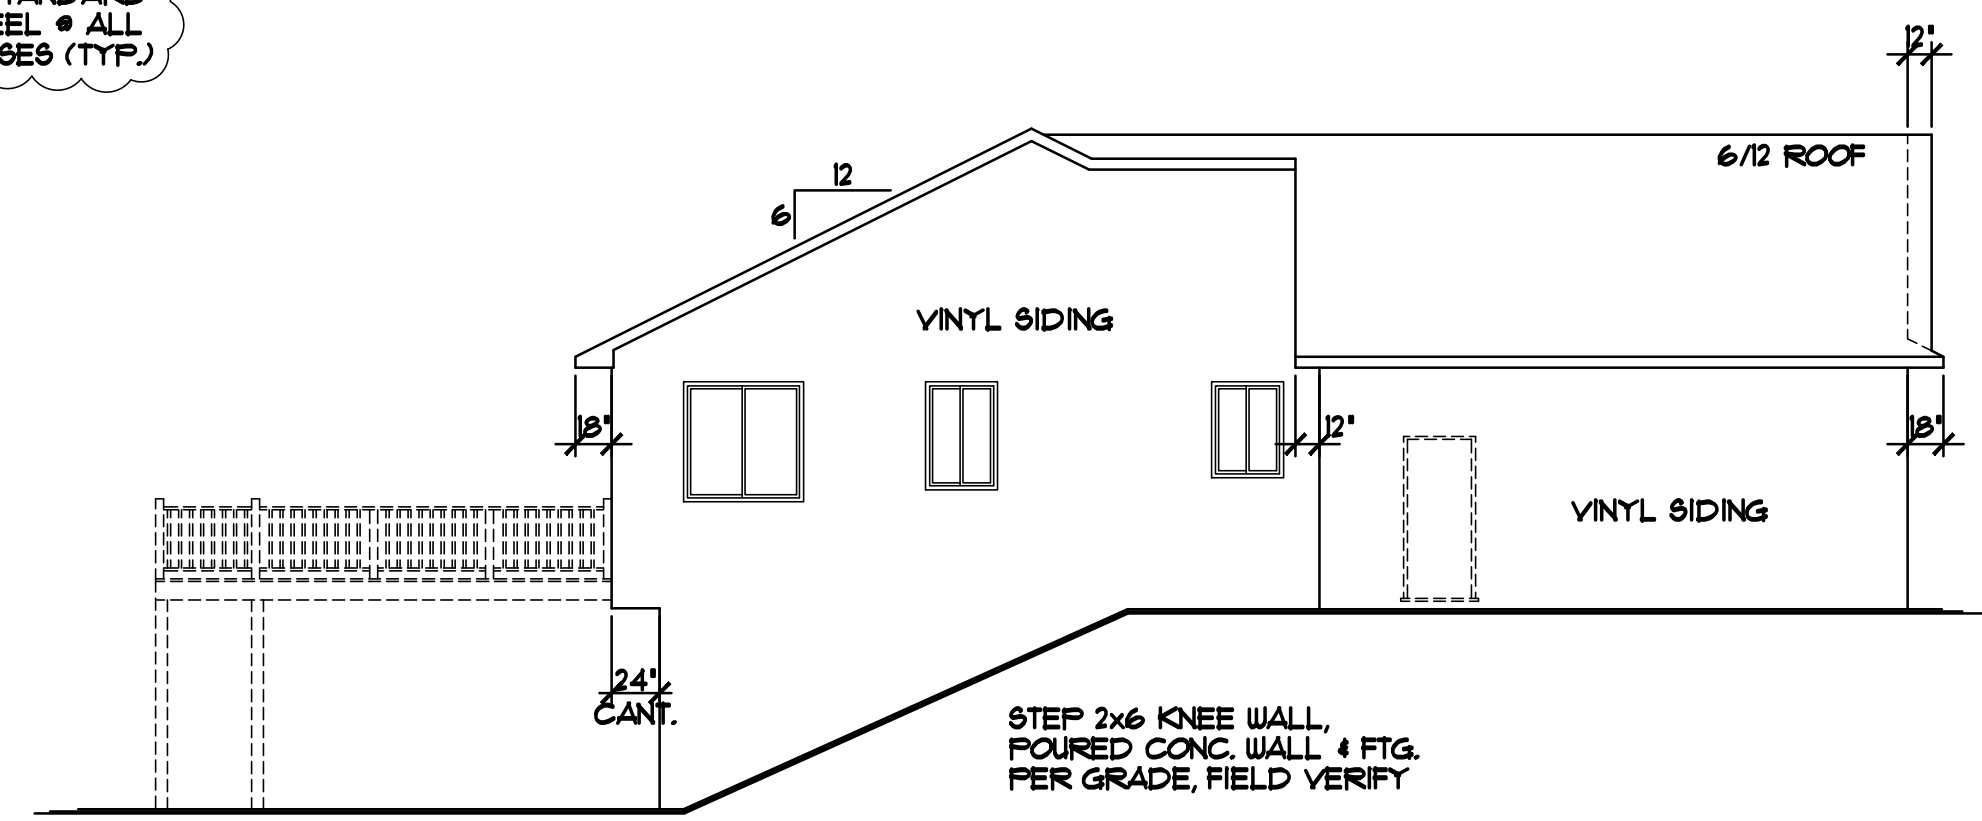 EEL @ ALL
SES (TYP.)
12"
6/12 ROOF
12
6
VINYL SIDING
18"
12"
18"
VINYL SIDING
24"
CANT.
STEP 2x6 KNEE WALL,
POURED CONC. WALL & FTG.
PER GRADE, FIELD VERIFY